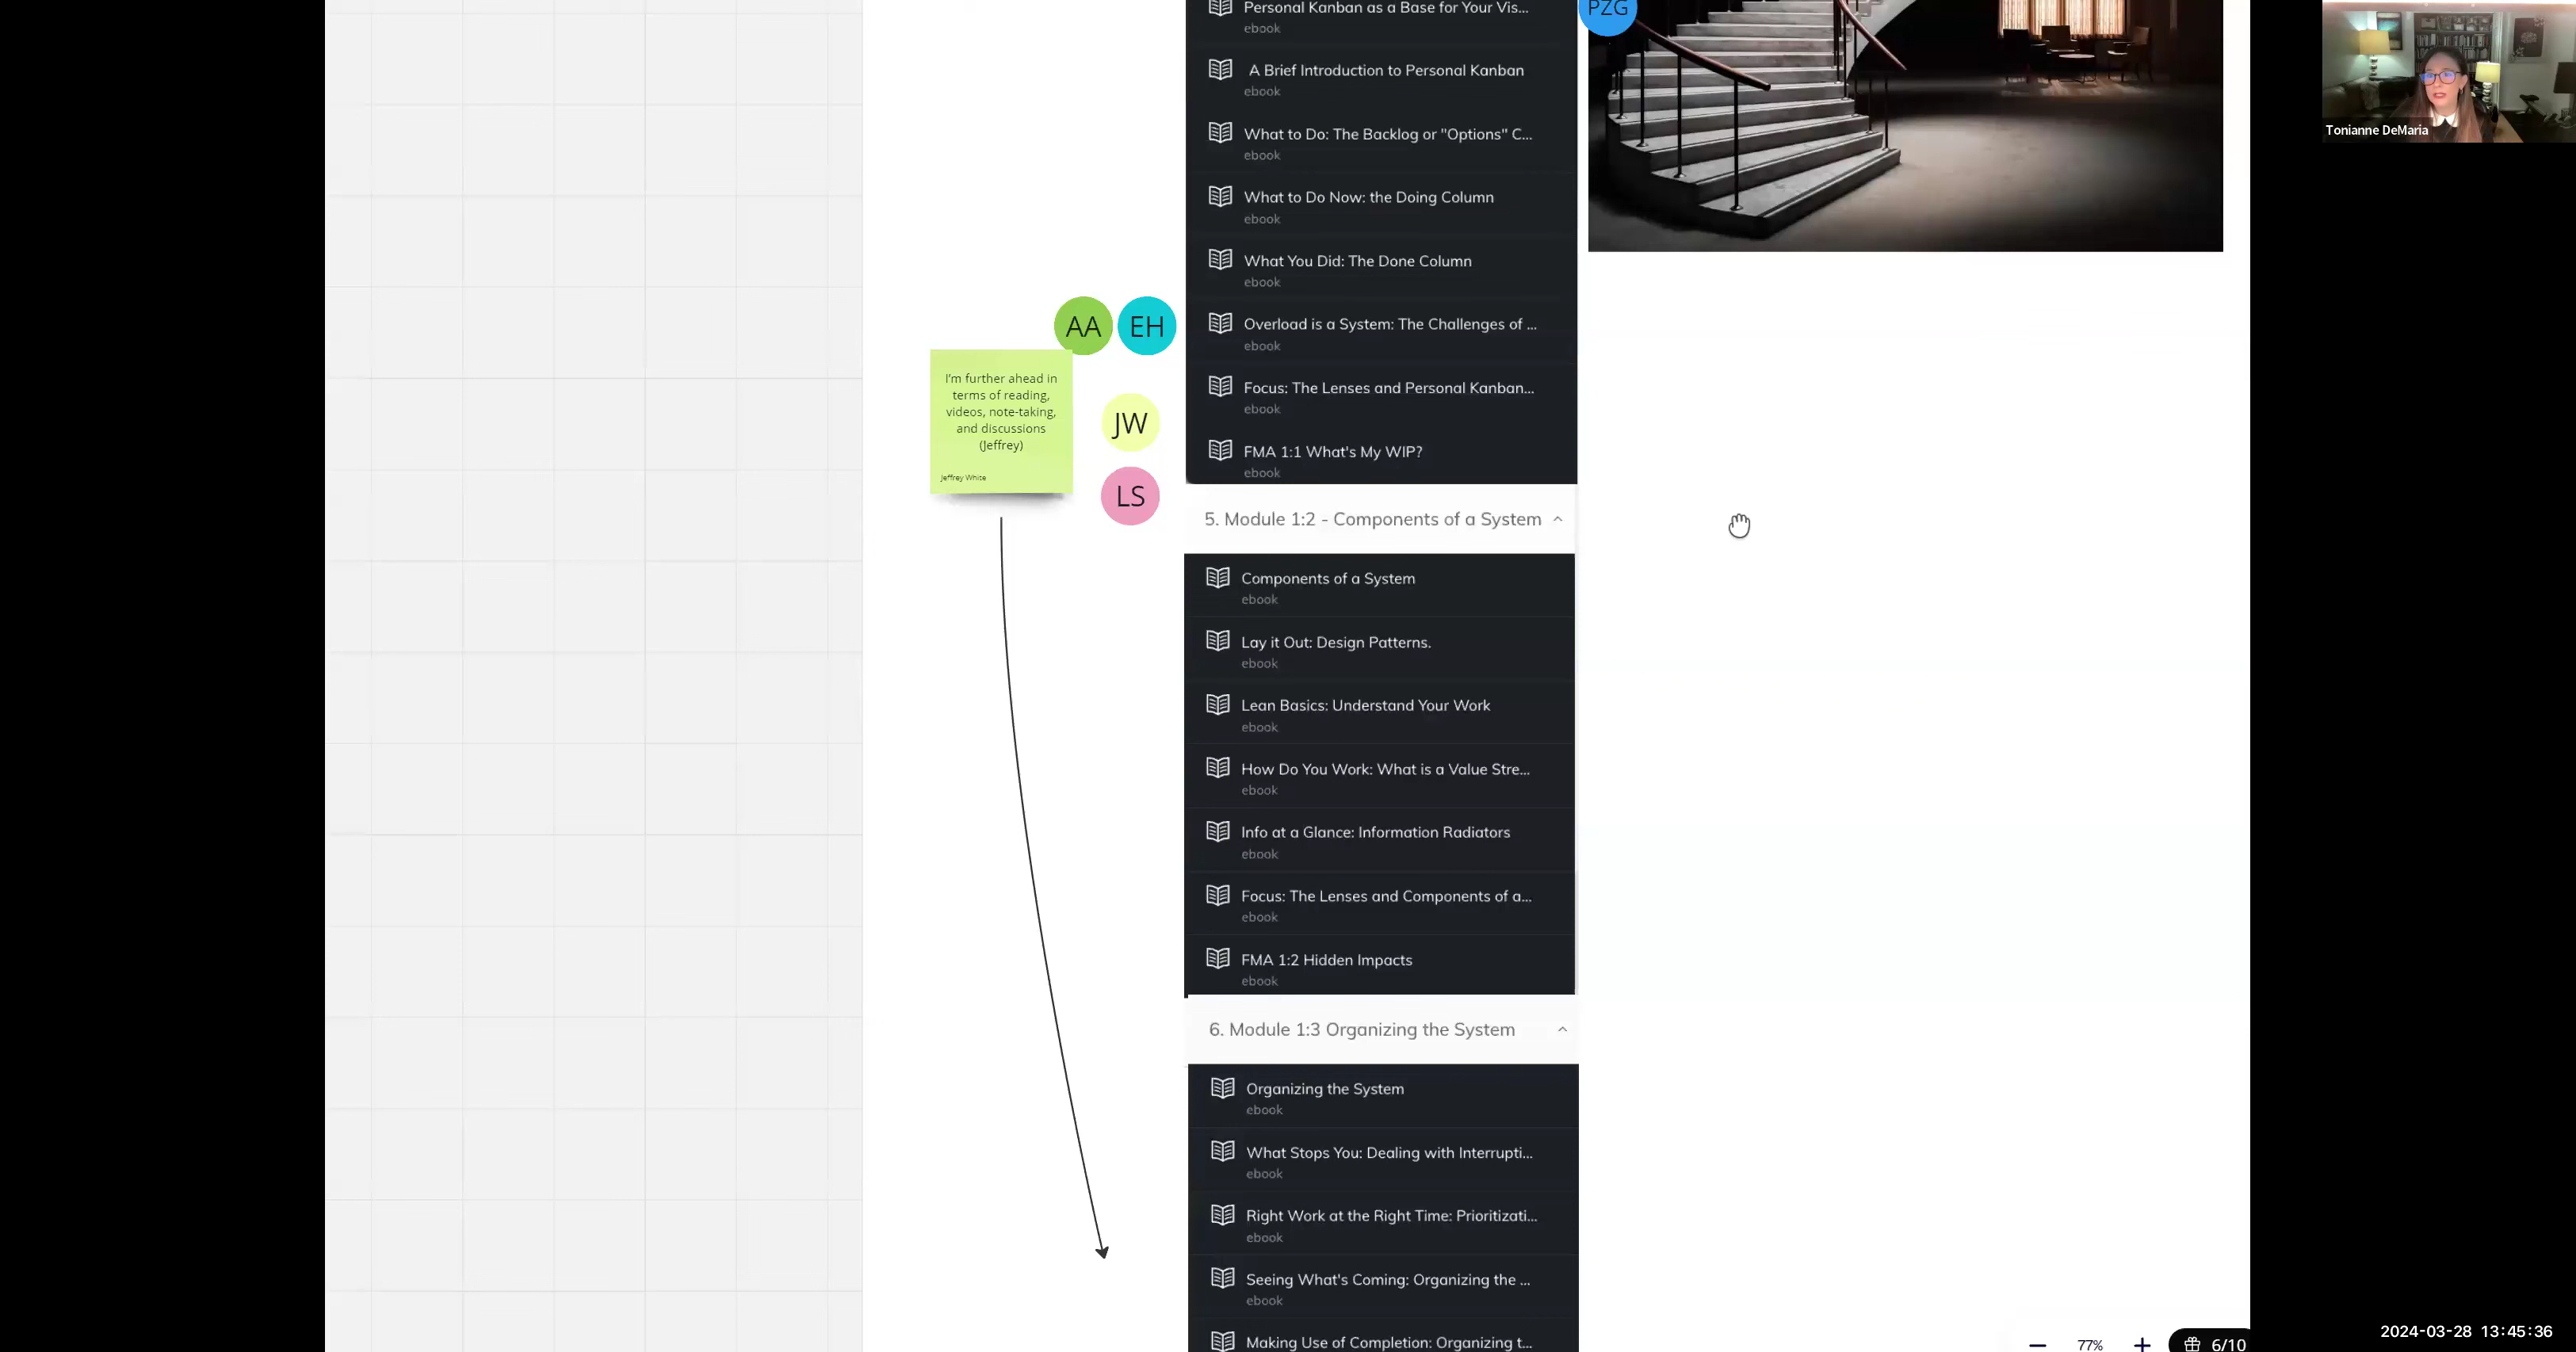 Personal Kanban as a Base for Your Vis...
ebook
A Brief Introduction to Personal Kanban
ebook
What to Do: The Backlog or "Options" C...
ebook
What to Do Now: the Doing Column
ebook
What You Did: The Done Column
ebook
Overload is a System: The Challenges of ...
ebook
Focus: The Lenses and Personal Kanban...
ebook
FMA 1:1 What's My WIP?
ebook
PZG
Tonianne DeMaria
AA
EH
JW
LS
I'm further ahead in
terms of reading,
videos, note-taking,
and discussions
(Jeffrey)
Jeffrey White
5. Module 1:2 - Components of a System
Components of a System
ebook
Lay it Out: Design Patterns.
ebook
Lean Basics: Understand Your Work
ebook
How Do You Work: What is a Value Stre...
ebook
Info at a Glance: Information Radiators
ebook
Focus: The Lenses and Components of a...
ebook
FMA 1:2 Hidden Impacts
ebook
6. Module 1:3 Organizing the System
Organizing the System
ebook
What Stops You: Dealing with Interrupti...
ebook
Right Work at the Right Time: Prioritizati...
ebook
Seeing What's Coming: Organizing the ...
ebook
Making Use of Completion: Organizing t...
77%
6/10
2024-03-28 13:45:36